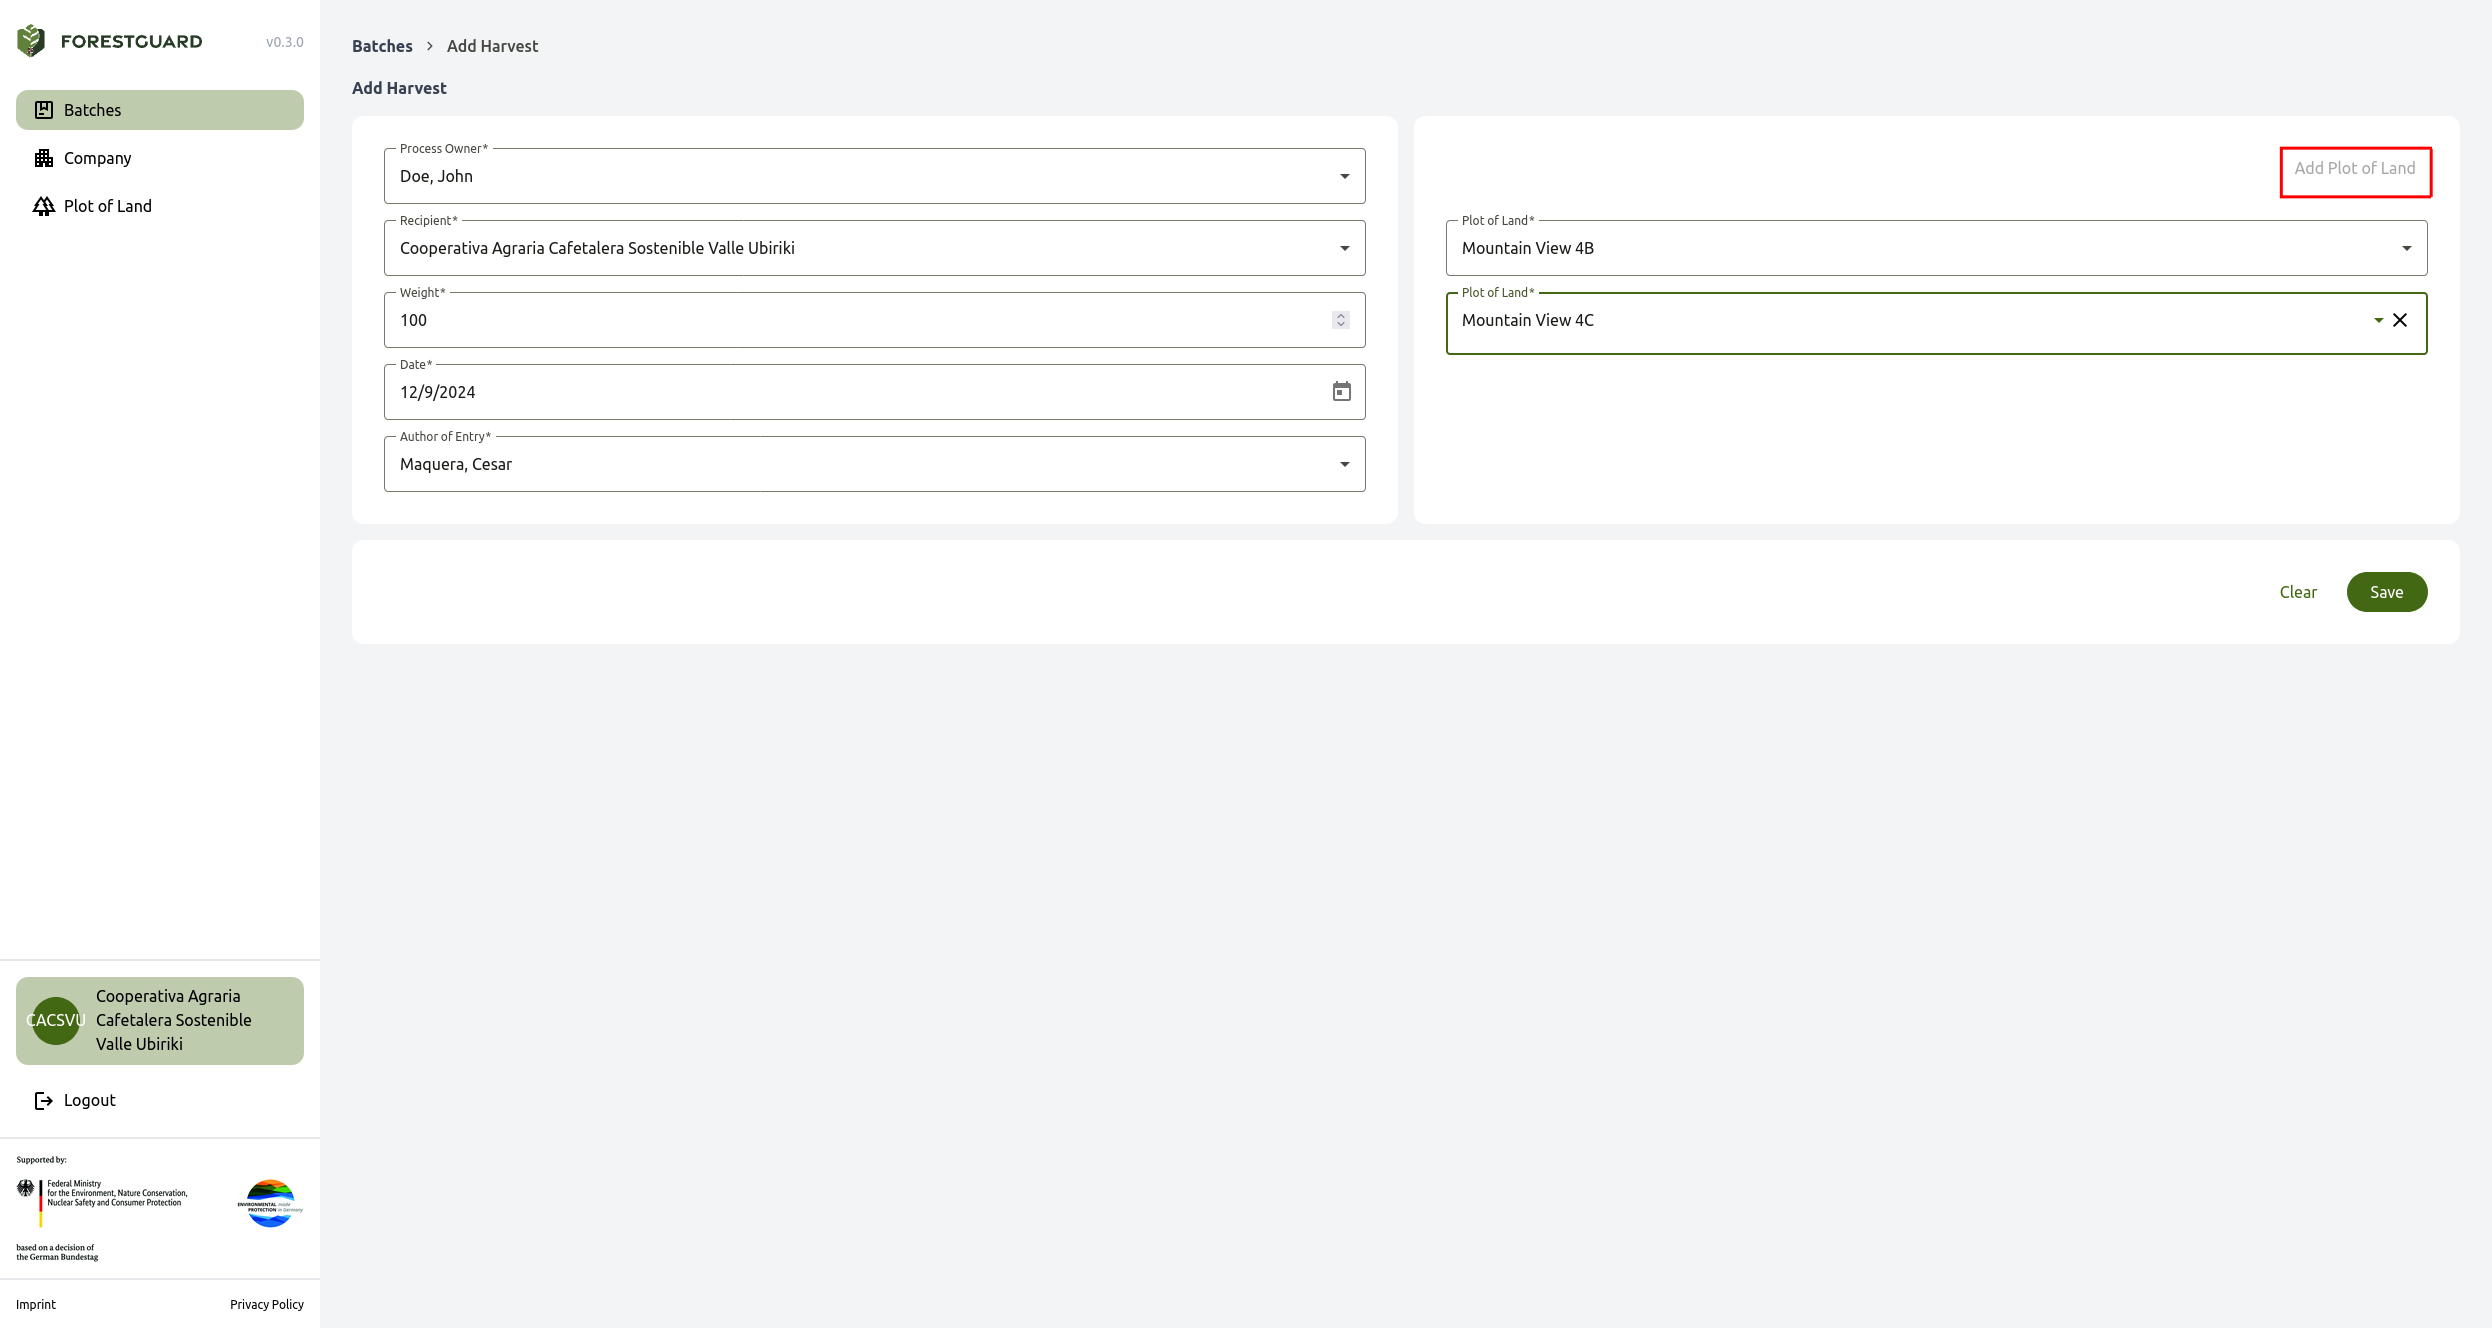 FORESTGUARD
v0.3.0
Batches
Company
Plot of Land
Batches > Add Harvest
Add Harvest
Process Owner*
Doe, John
Recipient*
Cooperativa Agraria Cafetalera Sostenible Valle Ubiriki
Weight*
100
Date*
12/9/2024
Author of Entry*
Maquera, Cesar
Add Plot of Land
Plot of Land*
Mountain View 4B
Plot of Land*
Mountain View 4C
Clear
Save
CACSVU
Cooperativa Agraria
Cafetalera Sostenible
Valle Ubiriki
Logout
Supported by:
Federal Ministry
for the Environment, Nature Conservation,
Nuclear Safety and Consumer Protection
ENVIRONMENTAL made
PROTECTION in Germany
based on a decision of
the German Bundestag
Imprint
Privacy Policy